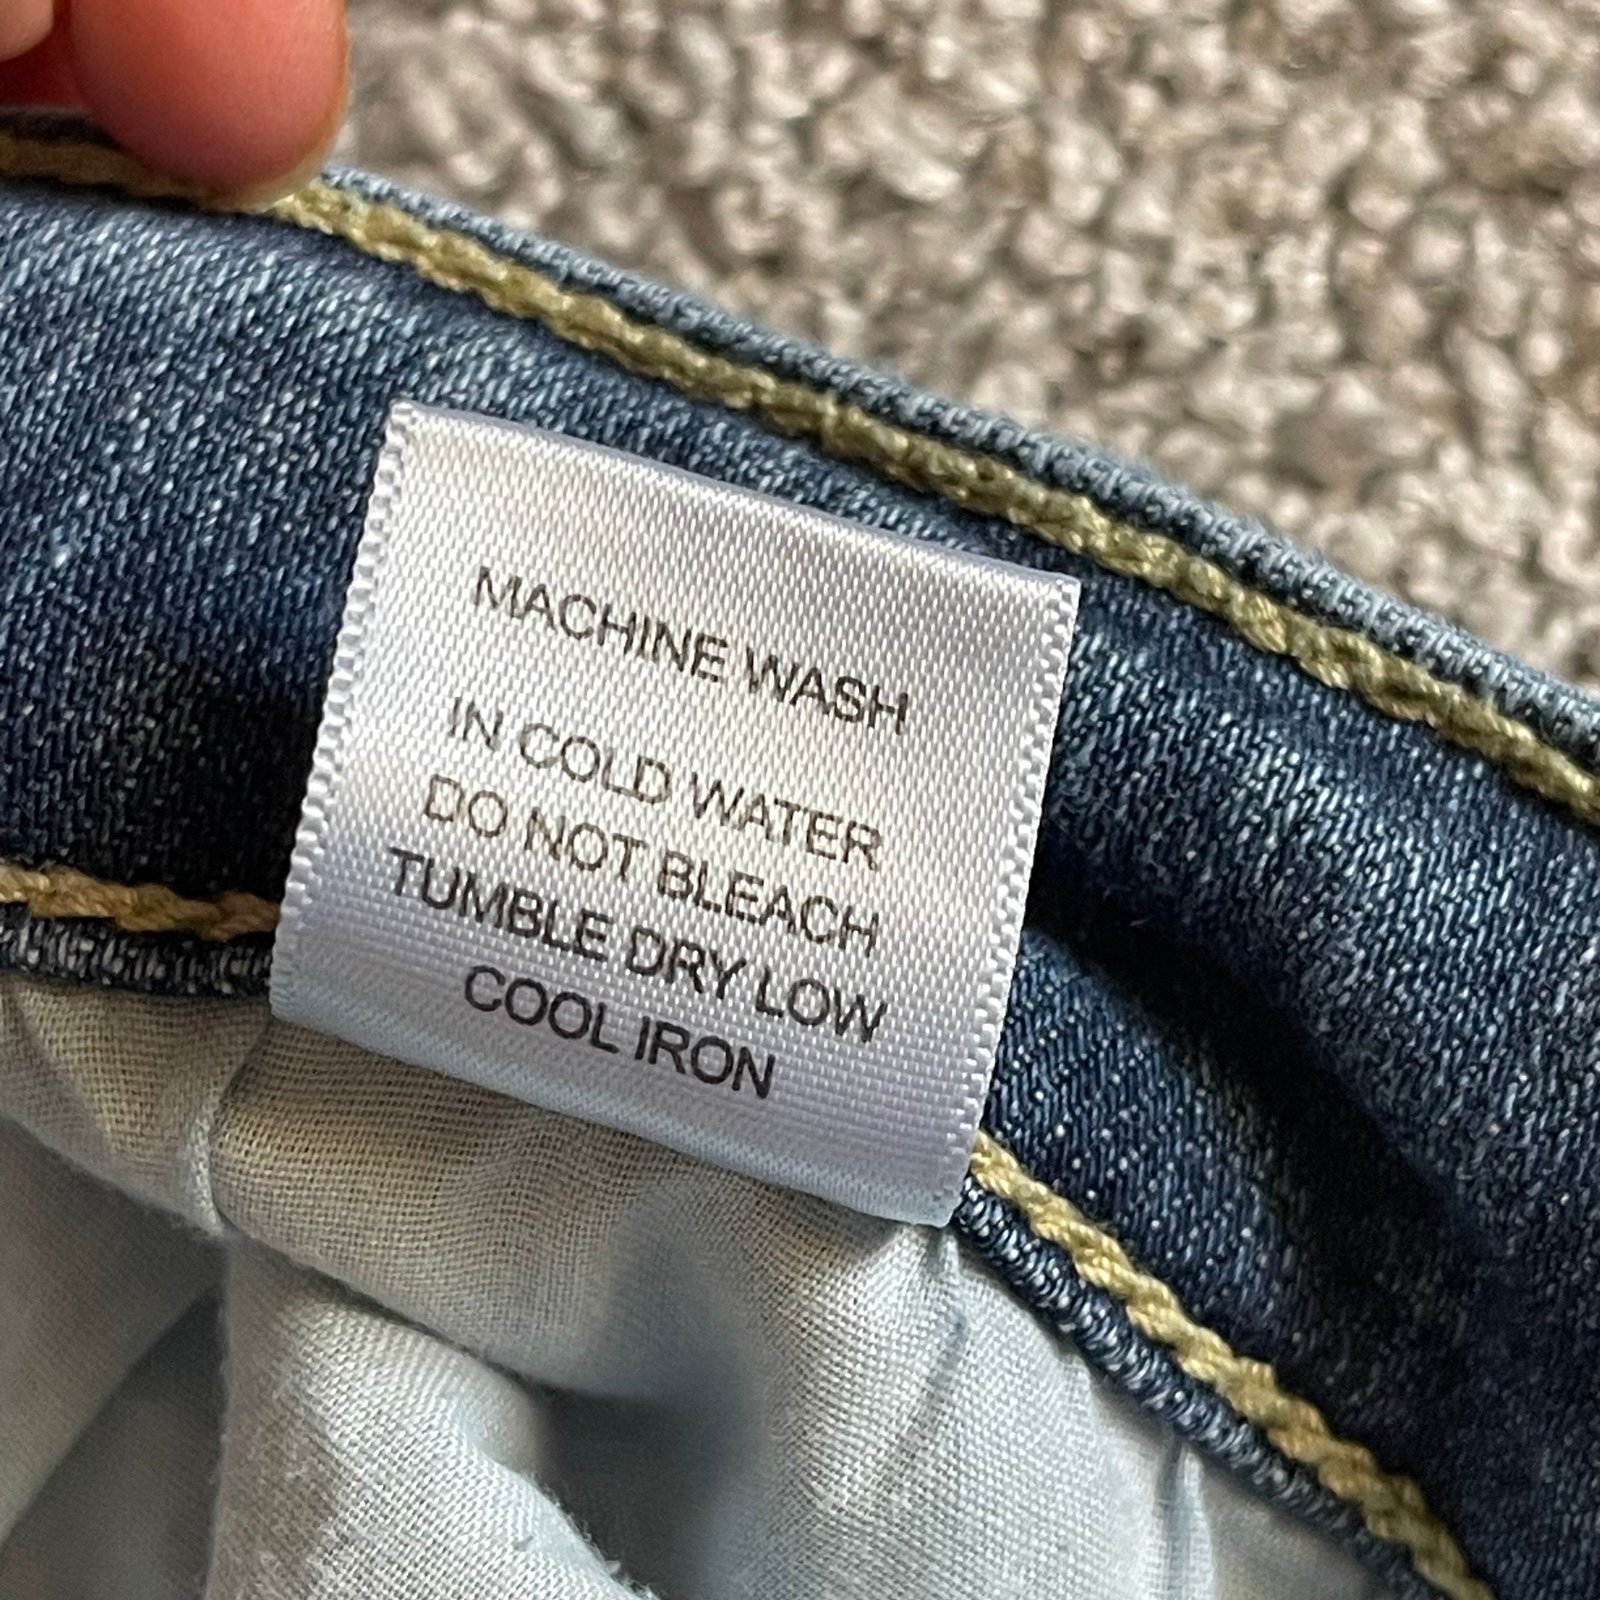 MACHINE WASH
IN COLD WATER
DO NOT BLEACH
TUMBLE DRY LOW
COOL IRON